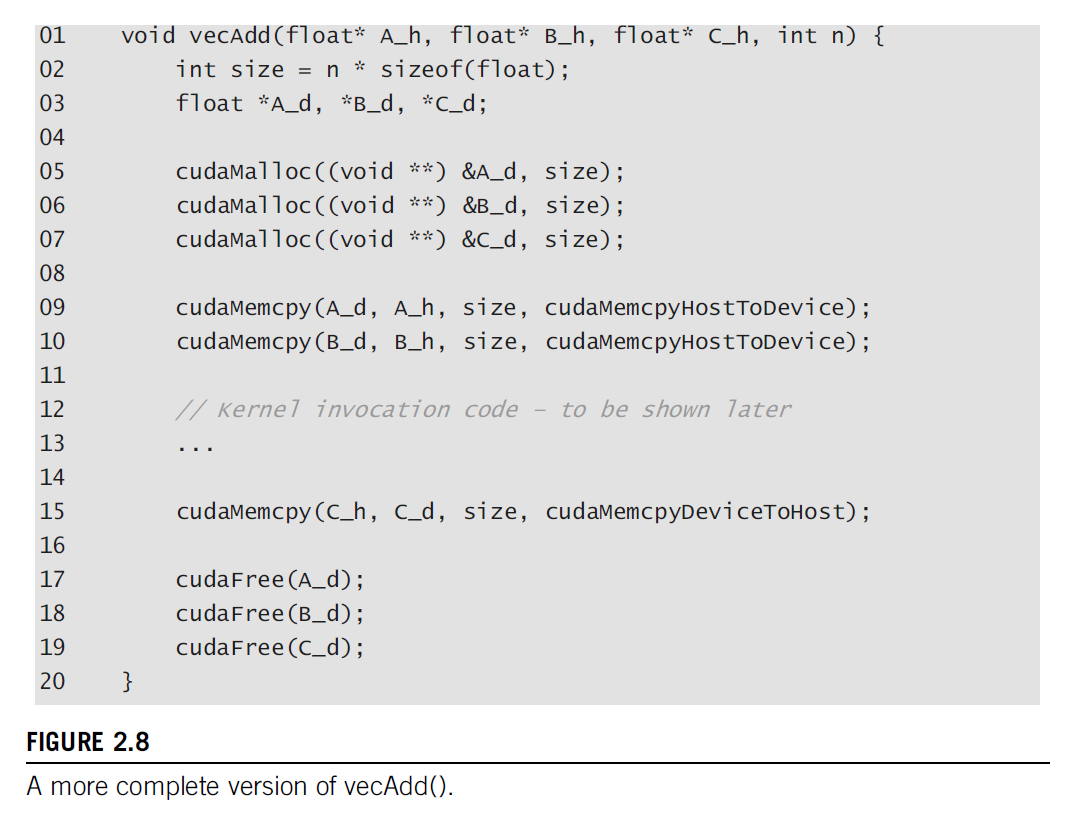 01    void vecAdd(float* A_h, float* B_h, float* C_h, int n) {
02        int size = n * sizeof(float);
03        float *A_d, *B_d, *C_d;
04
05        cudaMalloc((void **) &A_d, size);
06        cudaMalloc((void **) &B_d, size);
07        cudaMalloc((void **) &C_d, size);
08
09        cudaMemcpy(A_d, A_h, size, cudaMemcpyHostToDevice);
10        cudaMemcpy(B_d, B_h, size, cudaMemcpyHostToDevice);
11
12        // Kernel invocation code – to be shown later
13        ...
14
15        cudaMemcpy(C_h, C_d, size, cudaMemcpyDeviceToHost);
16
17        cudaFree(A_d);
18        cudaFree(B_d);
19        cudaFree(C_d);
20    }
FIGURE 2.8
A more complete version of vecAdd().